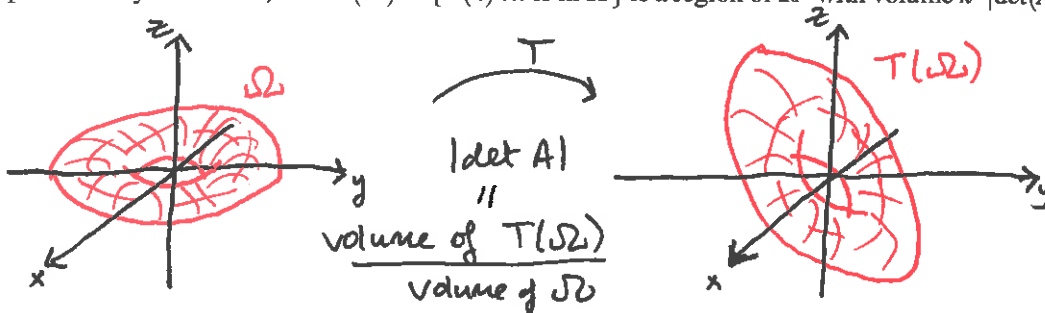 z
Ω
y
x
T
|det A|
"
volume of T(Ω)
volume of Ω
z
T(Ω)
y
x